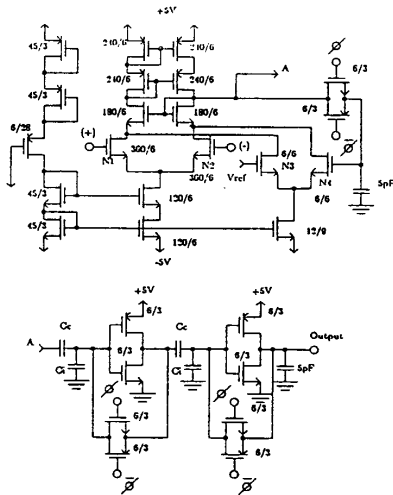 +5V
45/3
240/6
240/6
ϕ
6/3
45/3
240/6
240/6
A
6/3
180/6
180/6
6/28
(+)
(-)
ϕ̄
300/6
N1
N2
6/6
N3
N4
Vref
360/6
6/6
5pF
45/3
120/6
45/3
120/6
12/6
-5V
+5V
+5V
6/3
6/3
A
Cc
Cc
Output
6/3
6/3
Ci
Ci
5pF
ϕ
6/3
ϕ
6/3
6/3
6/3
ϕ̄
ϕ̄